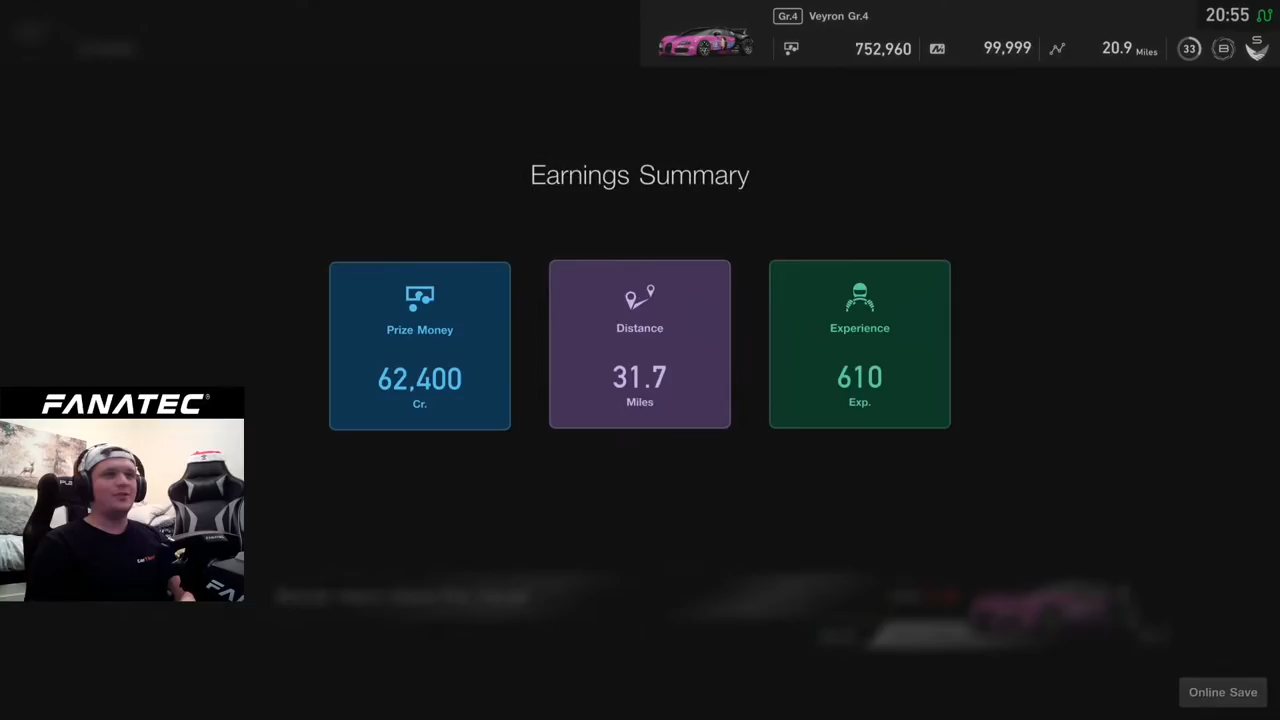 Gr.4 Veyron Gr.4
20:55
752,960
99,999
20.9 Miles
33
B
S
Earnings Summary
Prize Money
62,400
Cr.
Distance
31.7
Miles
Experience
610
Exp.
FANATEC®
Online Save